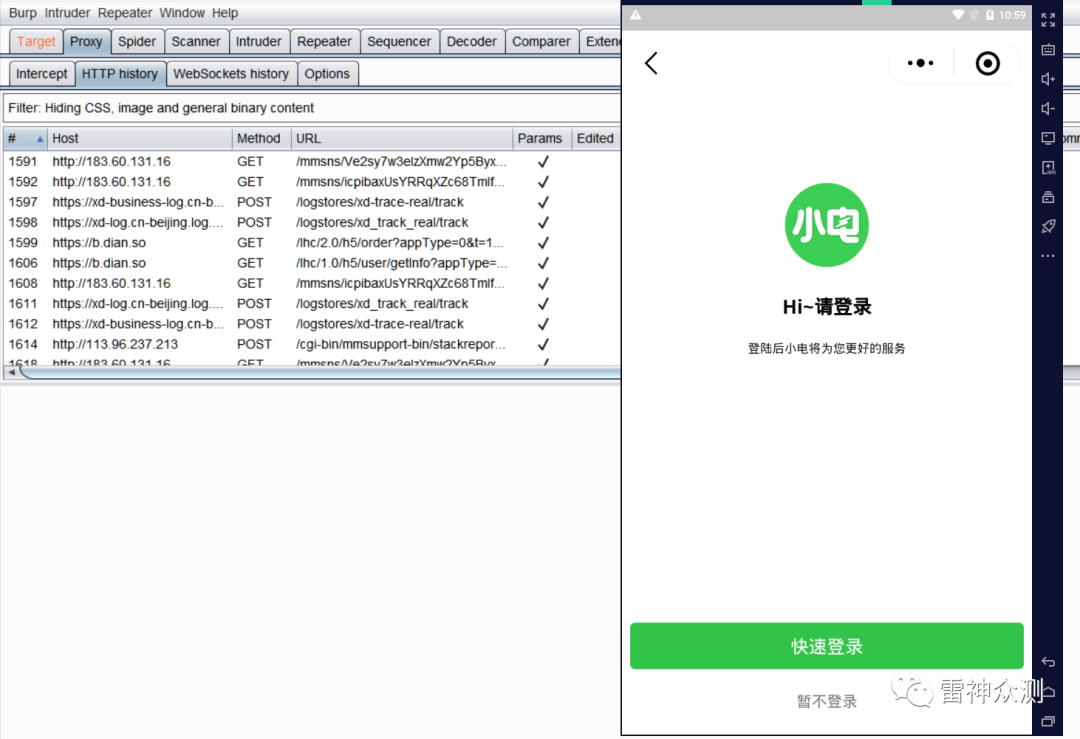 Burp Intruder Repeater Window Help
Target Proxy Spider Scanner Intruder Repeater Sequencer Decoder Comparer Exten
Intercept HTTP history WebSockets history Options
Filter: Hiding CSS, image and general binary content
# Host Method URL Params Edited
1591 http://183.60.131.16 GET /mmsns/Ve2sy7w3elzXmw2Yp5Byx... ✓
1592 http://183.60.131.16 GET /mmsns/icpibaxUsYRRqXZc68Tmlf... ✓
1597 https://xd-business-log.cn-b... POST /logstores/xd-trace-real/track ✓
1598 https://xd-log.cn-beijing.log.... POST /logstores/xd_track_real/track ✓
1599 https://b.dian.so GET /lhc/2.0/h5/order?appType=0&t=1... ✓
1606 https://b.dian.so GET /lhc/1.0/h5/user/getInfo?appType=... ✓
1608 http://183.60.131.16 GET /mmsns/icpibaxUsYRRqXZc68Tmlf... ✓
1611 https://xd-log.cn-beijing.log.... POST /logstores/xd_track_real/track ✓
1612 https://xd-business-log.cn-b... POST /logstores/xd-trace-real/track ✓
1614 http://113.96.237.213 POST /cgi-bin/mmsupport-bin/stackrepor... ✓
1618 http://183.60.131.16 GET /mmsns/Ve2sy7w3elzXmw2Yp5Byx...
10:59
小电
Hi~请登录
登陆后小电将为您更好的服务
快速登录
暂不登录
雷神众测